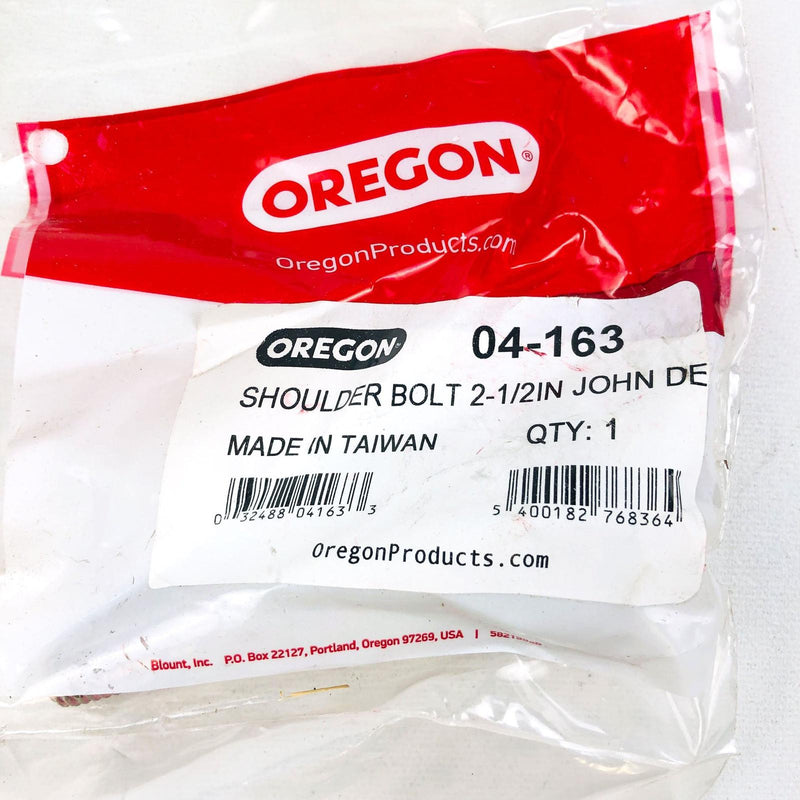 OREGON®
OregonProducts.com
OREGON™ 04-163
SHOULDER BOLT 2-1/2IN JOHN DE
MADE IN TAIWAN QTY: 1
0 32488 04163 3 5 400182 768364
OregonProducts.com
Blount, Inc. P.O. Box 22127, Portland, Oregon 97269, USA |